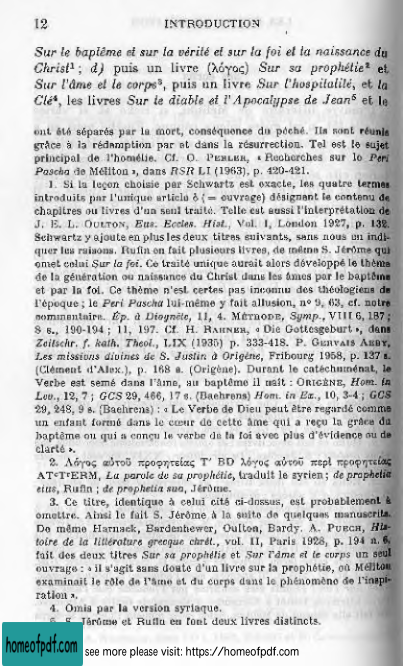 12 INTRODUCTION
Sur le baptême et sur la vérité et sur la foi et la naissance du
Christ¹ ; d) puis un livre (λόγος) Sur sa prophétie² et
Sur l'âme et le corps³, puis un livre Sur l'hospitalité, et la
Clé⁴, les livres Sur le diable et l'Apocalypse de Jean⁵ et le
ont été séparés par la mort, conséquence du péché. Ils sont réunis
grâce à la rédemption par et dans la résurrection. Tel est le sujet
principal de l'homélie. Cf. O. PERLER, « Recherches sur le Peri
Pascha de Méliton », dans RSR LI (1963), p. 420-421.
1. Si la leçon choisie par Schwartz est exacte, les quatre termes
introduits par l'unique article ὁ (= ouvrage) désignant le contenu de
chapitres ou livres d'un seul traité. Telle est aussi l'interprétation de
J. E. L. OULTON, Eus. Eccles. Hist., Vol. I, London 1927, p. 132.
Schwartz y ajoute en plus les deux titres suivants, sans nous en indi-
quer les raisons. Rufin en fait plusieurs livres, de même S. Jérôme qui
omet celui Sur la foi. Ce traité unique aurait alors développé le thème
de la génération ou naissance du Christ dans les âmes par le baptême
et par la foi. Ce thème n'est certes pas inconnu des théologiens de
l'époque ; le Peri Pascha lui-même y fait allusion, nᵒˢ 9, 63, cf. notre
commentaire. Ép. à Diognète, 11, 4. MÉTHODE, Symp., VIII 6, 187 ;
8 s., 190-194 ; 11, 197. Cf. H. RAHNER, « Die Gottesgeburt », dans
Zeitschr. f. kath. Theol., LIX (1935) p. 333-418. P. GERVAIS AEBY,
Les missions divines de S. Justin à Origène, Fribourg 1958, p. 137 s.
(Clément d'Alex.), p. 168 s. (Origène). Durant le catéchuménat, le
Verbe est semé dans l'âme, au baptême il naît : ORIGÈNE, Hom. in
Lev., 12, 7 ; GCS 29, 466, 17 s. (Baehrens) Hom. in Ex., 10, 3-4 ; GCS
29, 248, 9 s. (Baehrens) : « Le Verbe de Dieu peut être regardé comme
un enfant formé dans le cœur de cette âme qui a reçu la grâce du
baptême ou qui a conçu le verbe de la foi avec plus d'évidence ou de
clarté ».
2. Λόγος αὐτοῦ προφητείας T¹ BD λόγος αὐτοῦ περὶ προφητείας
ATᶜTʳERM, La parole de sa prophétie, traduit le syrien ; de prophetia
eius, Rufin ; de prophetia sua, Jérôme.
3. Ce titre, identique à celui cité ci-dessus, est probablement à
omettre. Ainsi le fait S. Jérôme à la suite de quelques manuscrits.
De même Harnack, Bardenhewer, Oulton, Bardy. A. PUECH, His-
toire de la littérature grecque chrét., vol. II, Paris 1928, p. 194 n. 6,
fait des deux titres Sur sa prophétie et Sur l'âme et le corps un seul
ouvrage : « il s'agit sans doute d'un livre sur la prophétie, où Méliton
examinait le rôle de l'âme et du corps dans le phénomène de l'inspi-
ration ».
4. Omis par la version syriaque.
5. S. Jérôme et Rufin en font deux livres distincts.
homeofpdf.com see more please visit: https://homeofpdf.com